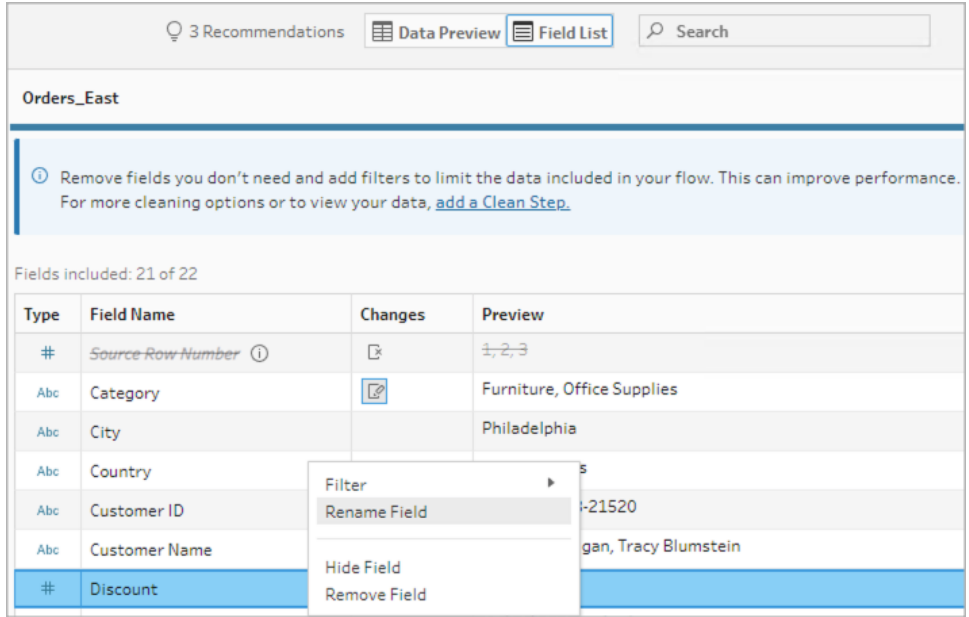 3 Recommendations Data Preview Field List Search
Orders_East
Remove fields you don't need and add filters to limit the data included in your flow. This can improve performance.
For more cleaning options or to view your data, add a Clean Step.
Fields included: 21 of 22
Type Field Name Changes Preview
# Source Row Number 1, 2, 3
Abc Category Furniture, Office Supplies
Abc City Philadelphia
Abc Country s
Filter
Abc Customer ID -21520
Rename Field
Abc Customer Name gan, Tracy Blumstein
Hide Field
# Discount
Remove Field